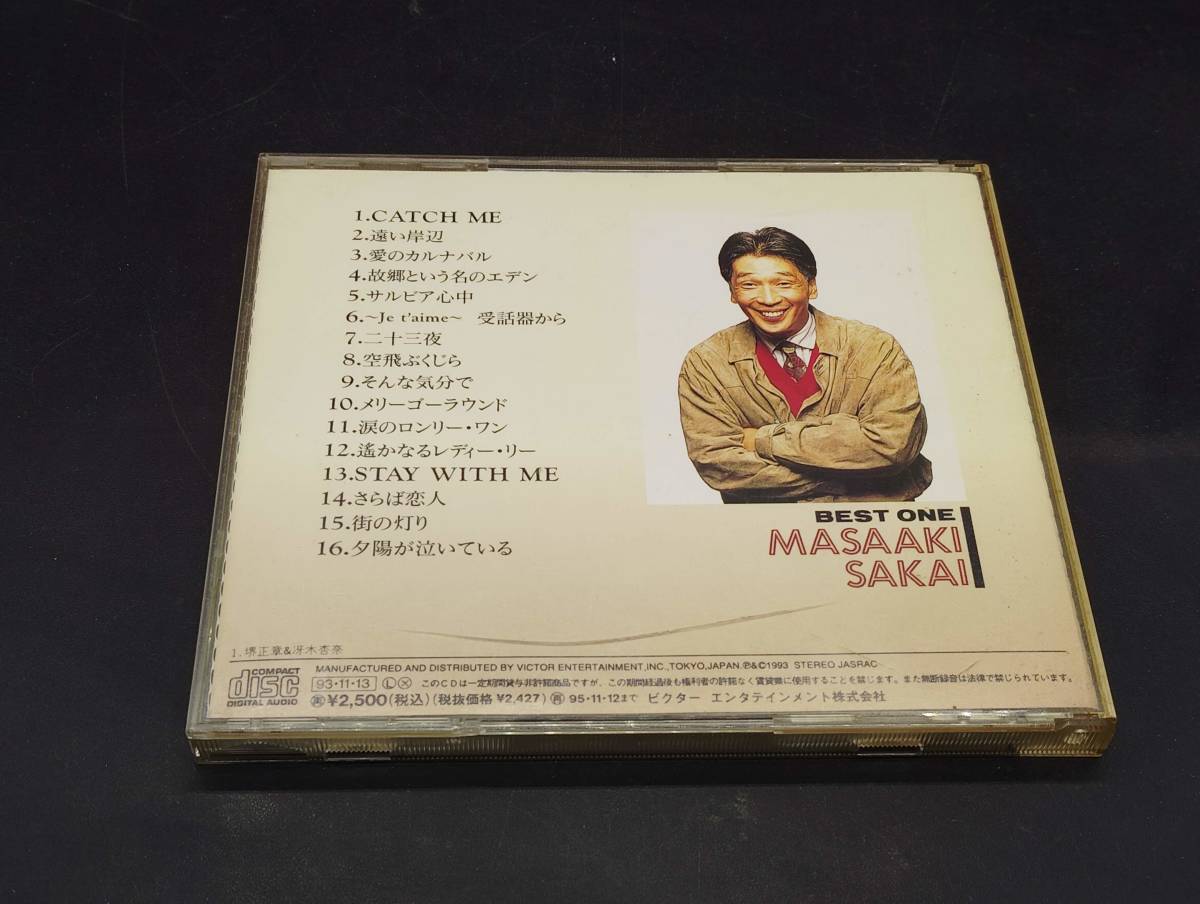 1.CATCH ME
2.遠い岸辺
3.愛のカルナバル
4.故郷という名のエデン
5.サルビア心中
6.～Je t'aime～ 受話器から
7.二十三夜
8.空飛ぶくじら
9.そんな気分で
10.メリーゴーラウンド
11.涙のロンリー・ワン
12.遙かなるレディー・リー
13.STAY WITH ME
14.さらば恋人
15.街の灯り
16.夕陽が泣いている
BEST ONE
MASAAKI
SAKAI
1.堺正章&冴木杏奈
COMPACT
disc
DIGITAL AUDIO
MANUFACTURED AND DISTRIBUTED BY VICTOR ENTERTAINMENT,INC.,TOKYO,JAPAN.Ⓟ&©1993 STEREO JASRAC
93·11·13 Ⓛ Ⓧ このCDは一定期間貸与非許諾商品ですが、この期間経過後も権利者の許諾なく賃貸業に使用することを禁じます。また無断録音は法律で禁じられています。
¥2,500(税込)(税抜価格 ¥2,427) 再 95·11·12まで ビクター エンタテインメント株式会社